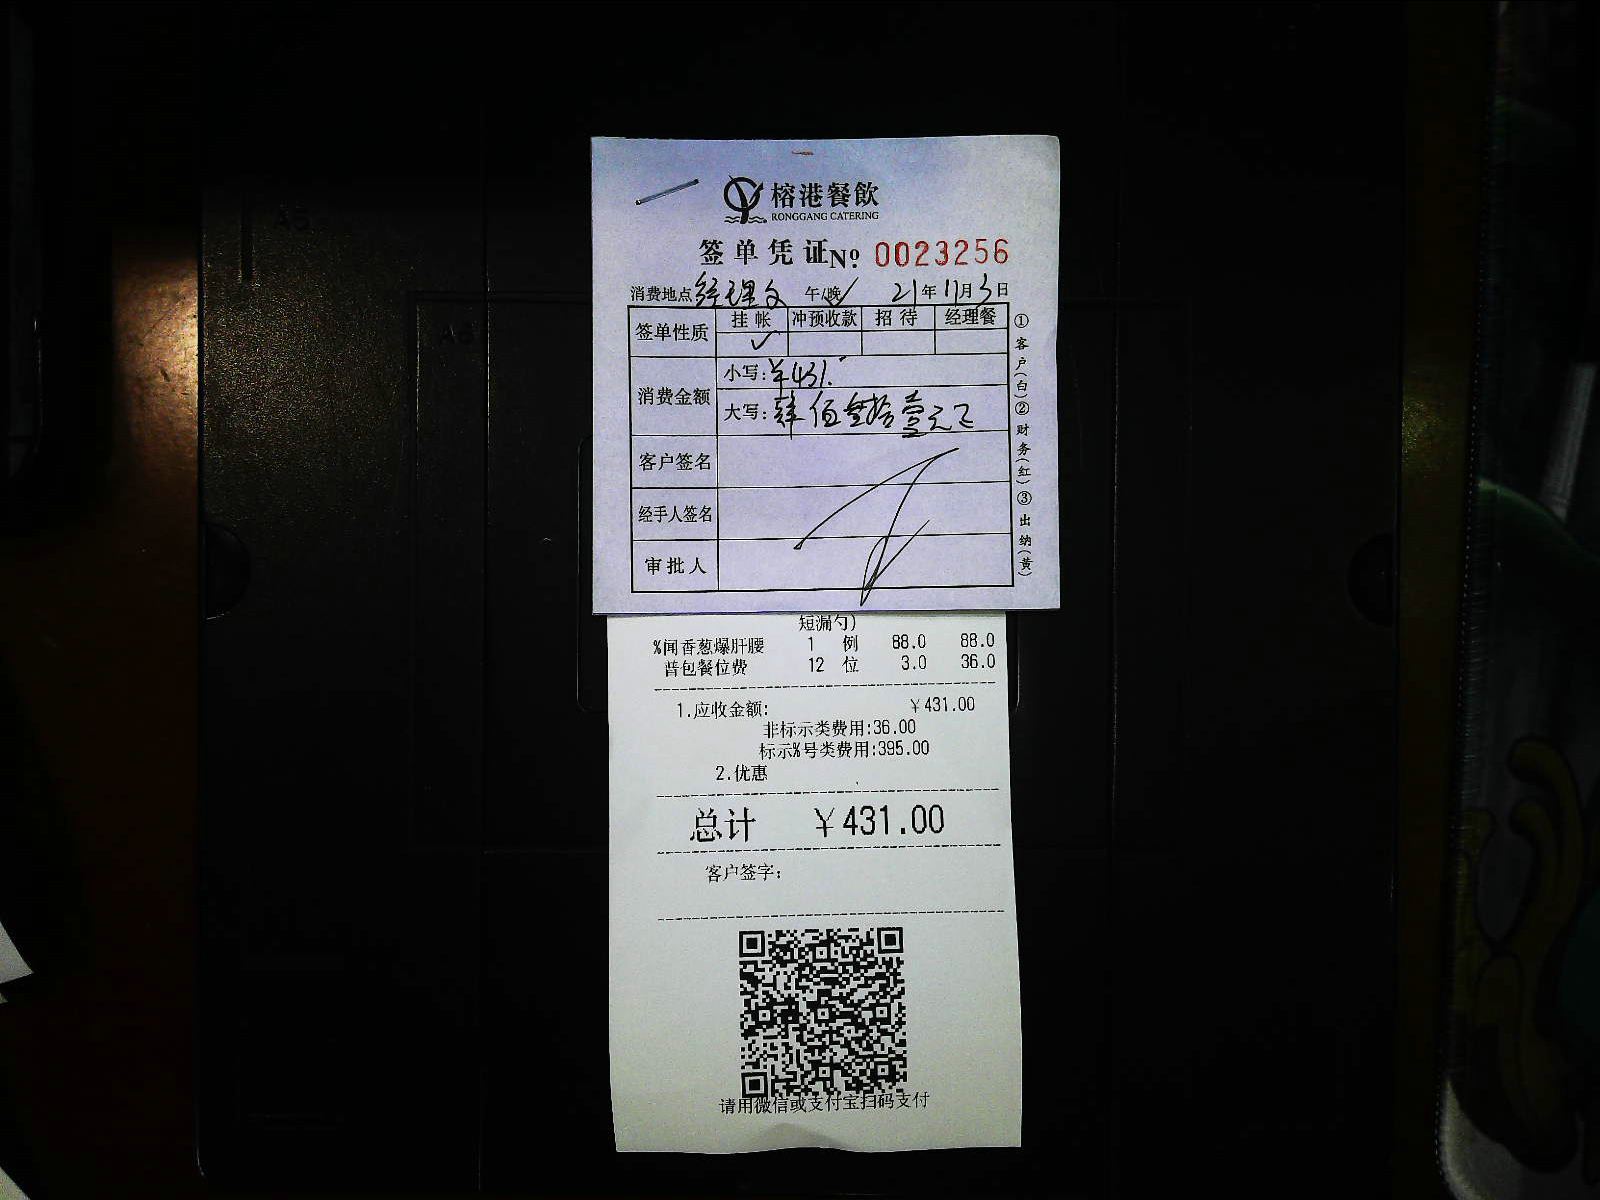 榕港餐飲
RONGGANG CATERING
签单凭证 No 0023256
消费地点 经理文 午/晚✓ 21年11月3日
签单性质 挂帐 冲预收款 招待 经理餐
✓
消费金额 小写:¥431.
大写:肆佰叁拾壹元正
客户签名
经手人签名
审批人
①客户(白)②财务(红)③出纳(黄)
短漏勺)
%闻香葱爆肝腰 1 例 88.0 88.0
普包餐位费 12 位 3.0 36.0
1.应收金额: ¥431.00
非标示类费用:36.00
标示%号类费用:395.00
2.优惠
总计 ¥431.00
客户签字:
请用微信或支付宝扫码支付